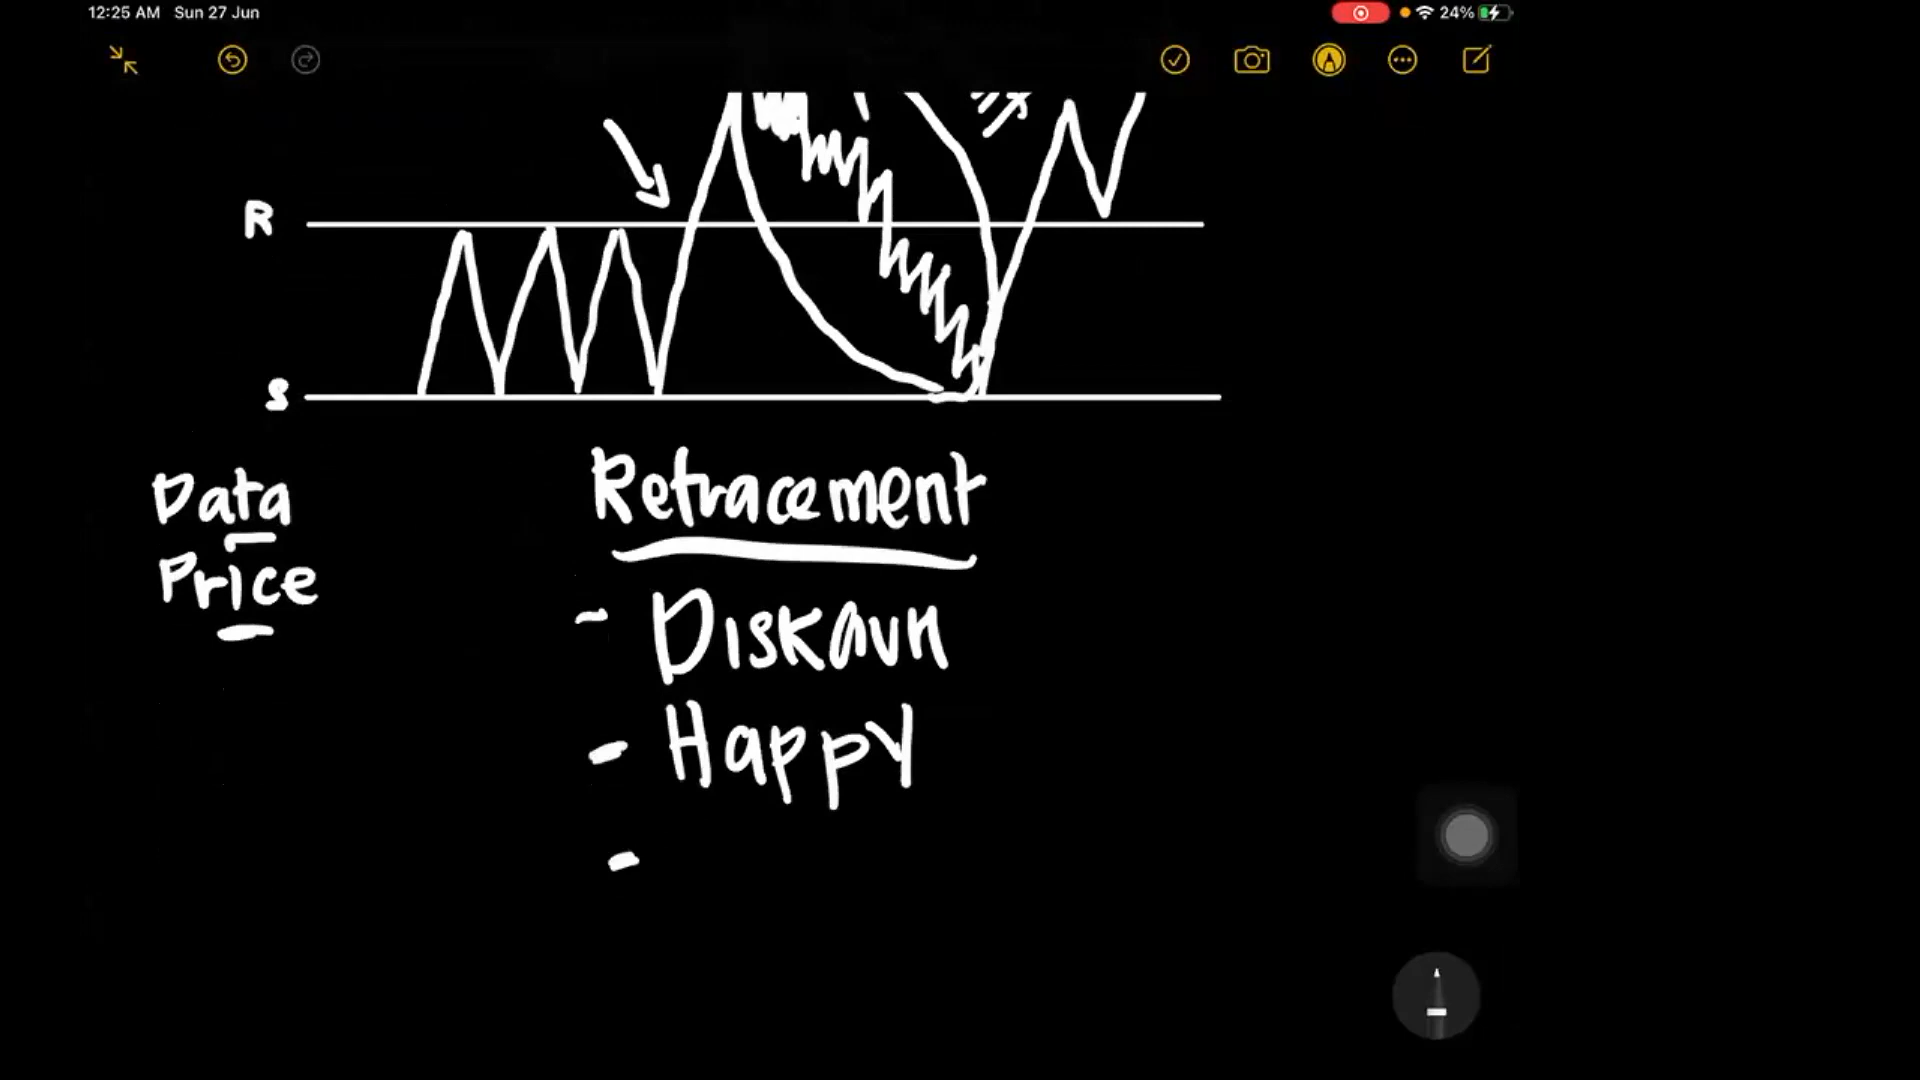 12:25 AM Sun 27 Jun 24%
R
S
Data
Price
Retracement
- Diskaun
- Happy
-